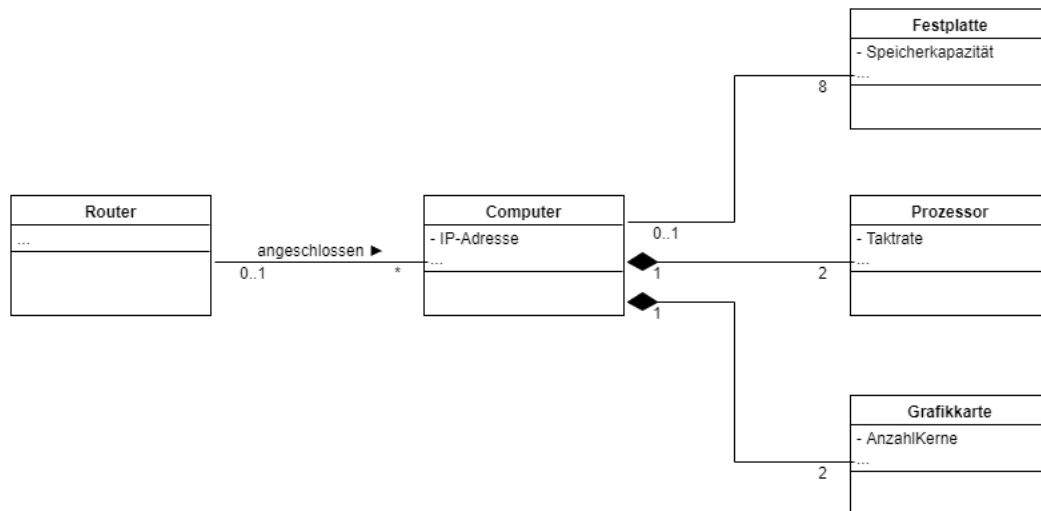 Festplatte
- Speicherkapazität
...
8
Router
...
angeschlossen ►
0..1
*
Computer
- IP-Adresse
...
0..1
1
1
Prozessor
- Taktrate
...
2
Grafikkarte
- AnzahlKerne
...
2